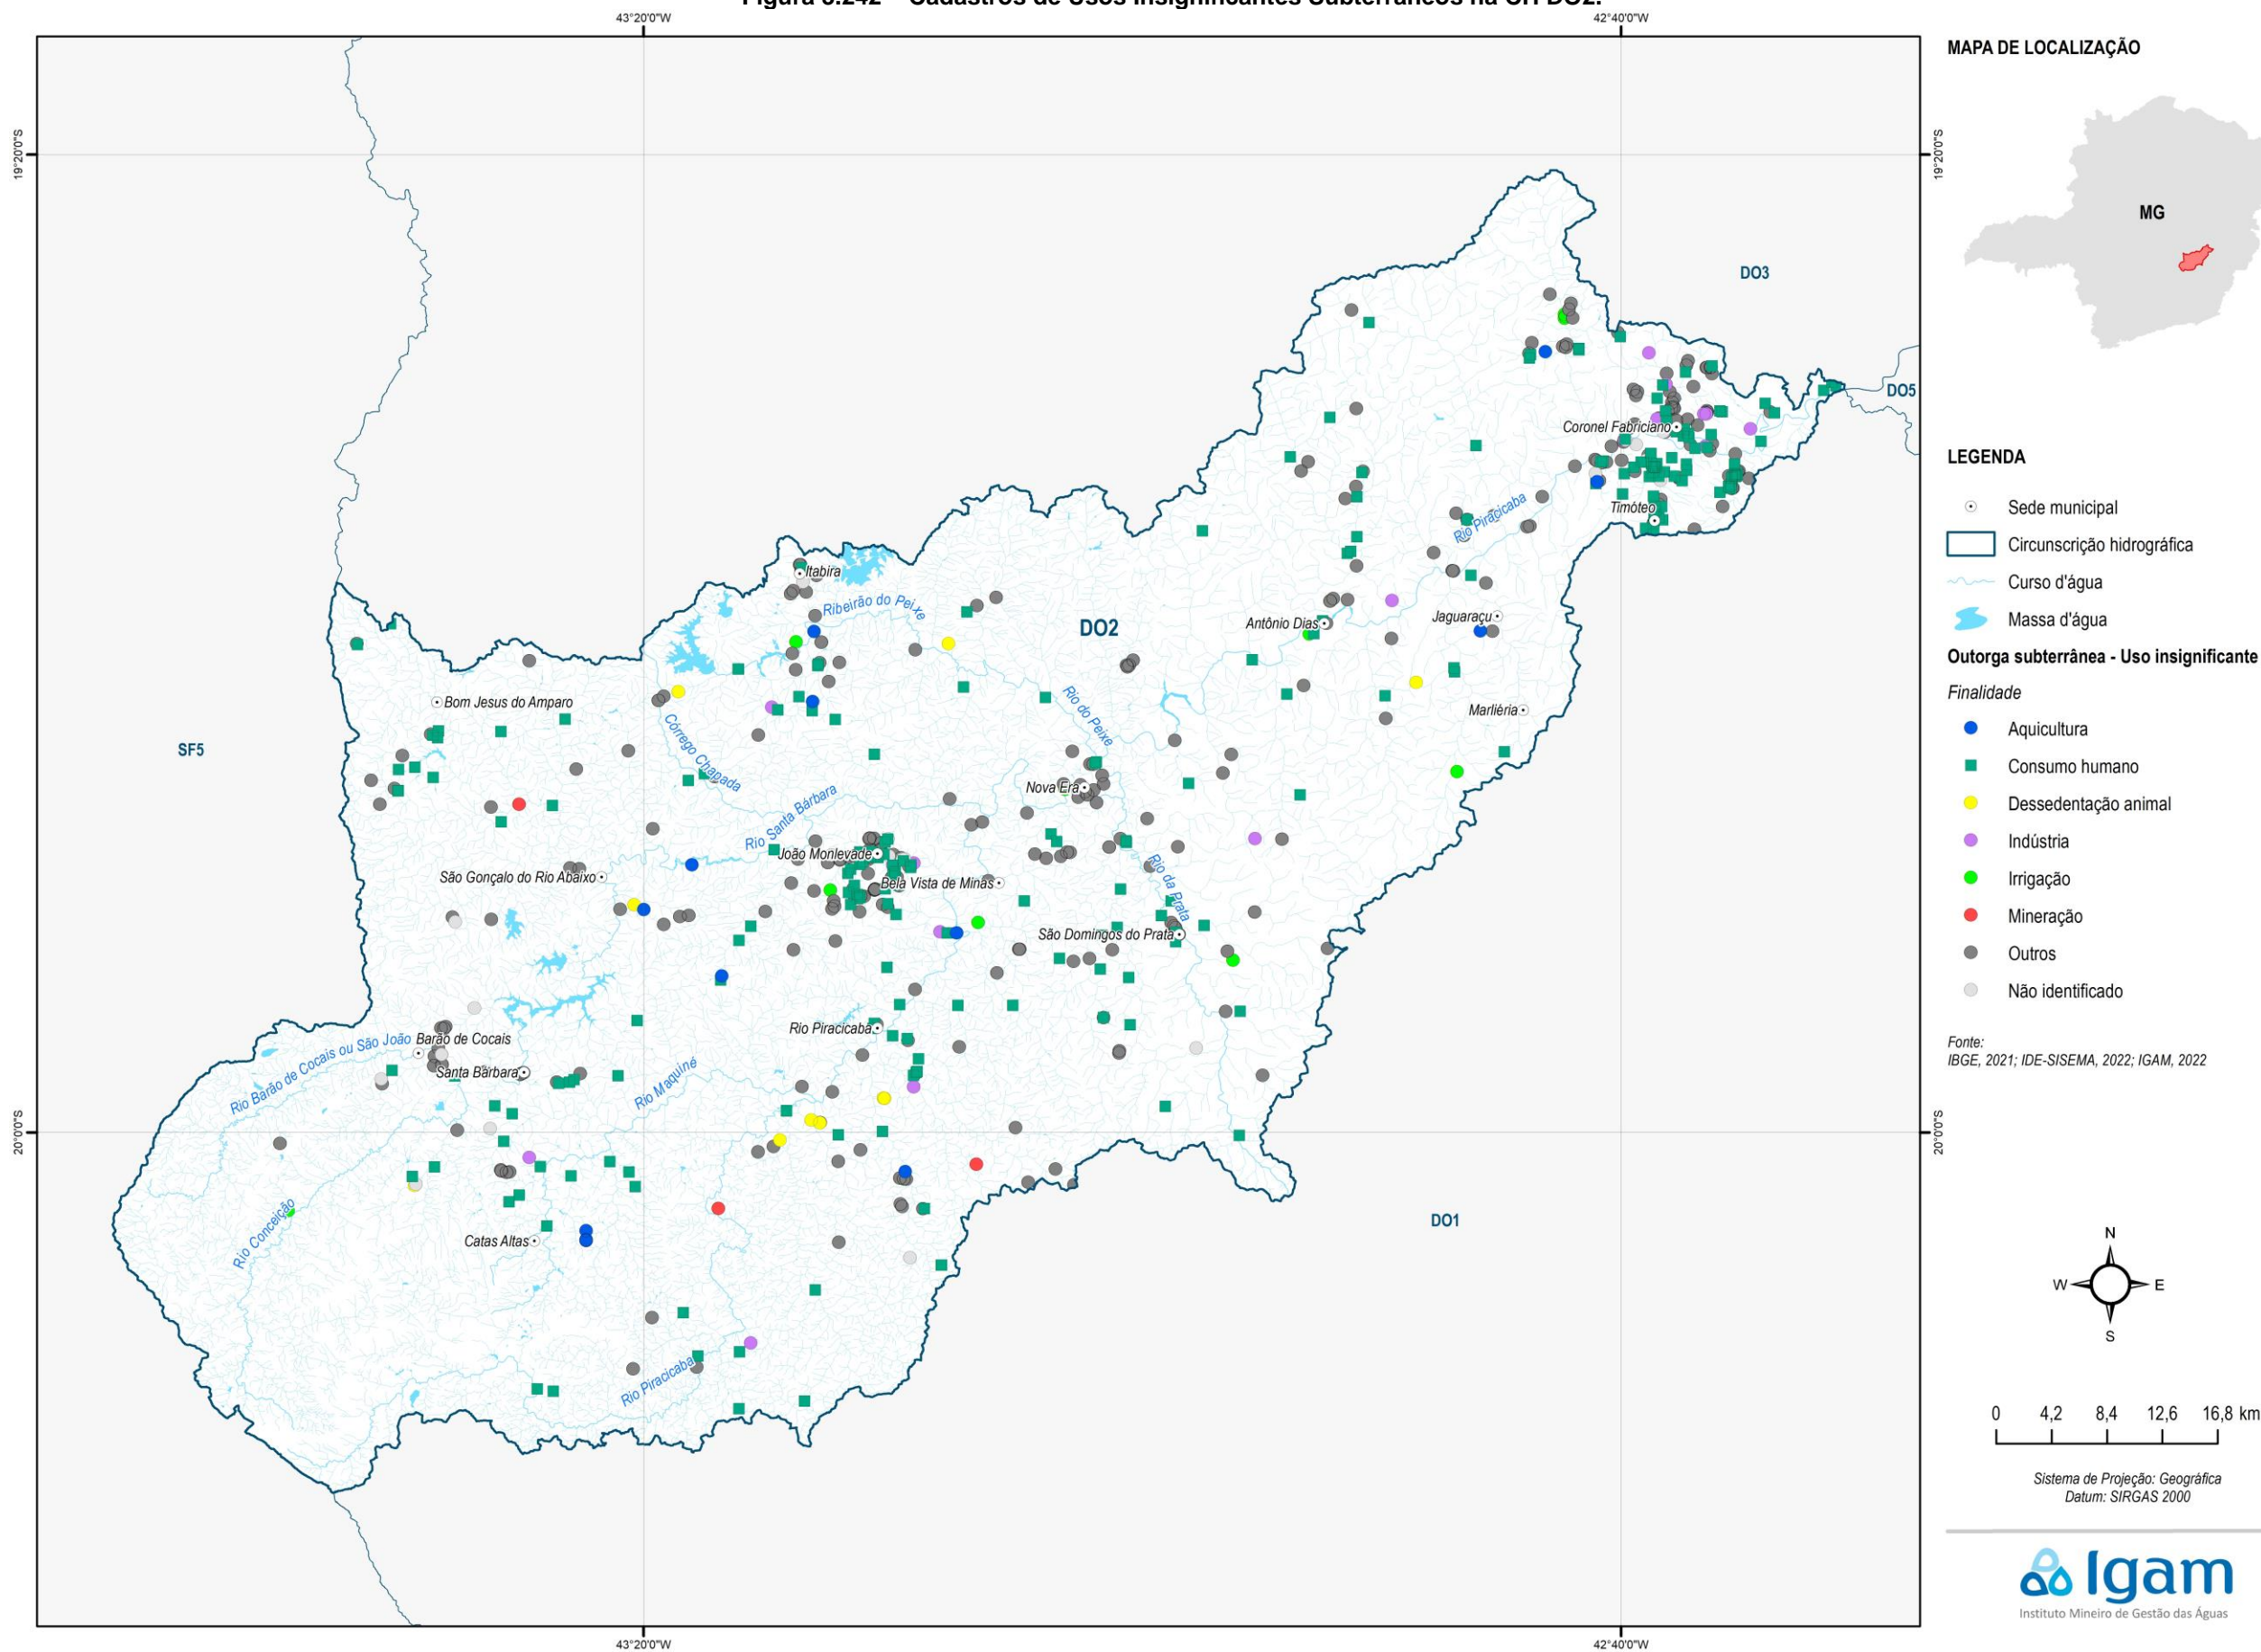 Figura 3.242 – Cadastros de Usos Insignificantes Subterrâneos na CH DO2.
43°20'0"W
42°40'0"W
19°20'0"S
19°20'0"S
DO3
DO5
Coronel Fabriciano
Timóteo
Rio Piracicaba
Itabira
Ribeirão do Peixe
DO2
Antônio Dias
Jaguaraçu
Bom Jesus do Amparo
Rio do Peixe
Marliéria
SF5
Córrego Chapada
Nova Era
Rio Santa Bárbara
João Monlevade
Rio da Prata
São Gonçalo do Rio Abaixo
Bela Vista de Minas
São Domingos do Prata
Rio Piracicaba
Barão de Cocais
Rio Barão de Cocais ou São João
Santa Bárbara
Rio Maquiné
20°0'0"S
20°0'0"S
Rio Conceição
Catas Altas
DO1
Rio Piracicaba
43°20'0"W
42°40'0"W
MAPA DE LOCALIZAÇÃO
MG
LEGENDA
Sede municipal
Circunscrição hidrográfica
Curso d'água
Massa d'água
Outorga subterrânea - Uso insignificante
Finalidade
Aquicultura
Consumo humano
Dessedentação animal
Indústria
Irrigação
Mineração
Outros
Não identificado
Fonte:
IBGE, 2021; IDE-SISEMA, 2022; IGAM, 2022
N
W E
S
0 4,2 8,4 12,6 16,8 km
Sistema de Projeção: Geográfica
Datum: SIRGAS 2000
Igam
Instituto Mineiro de Gestão das Águas